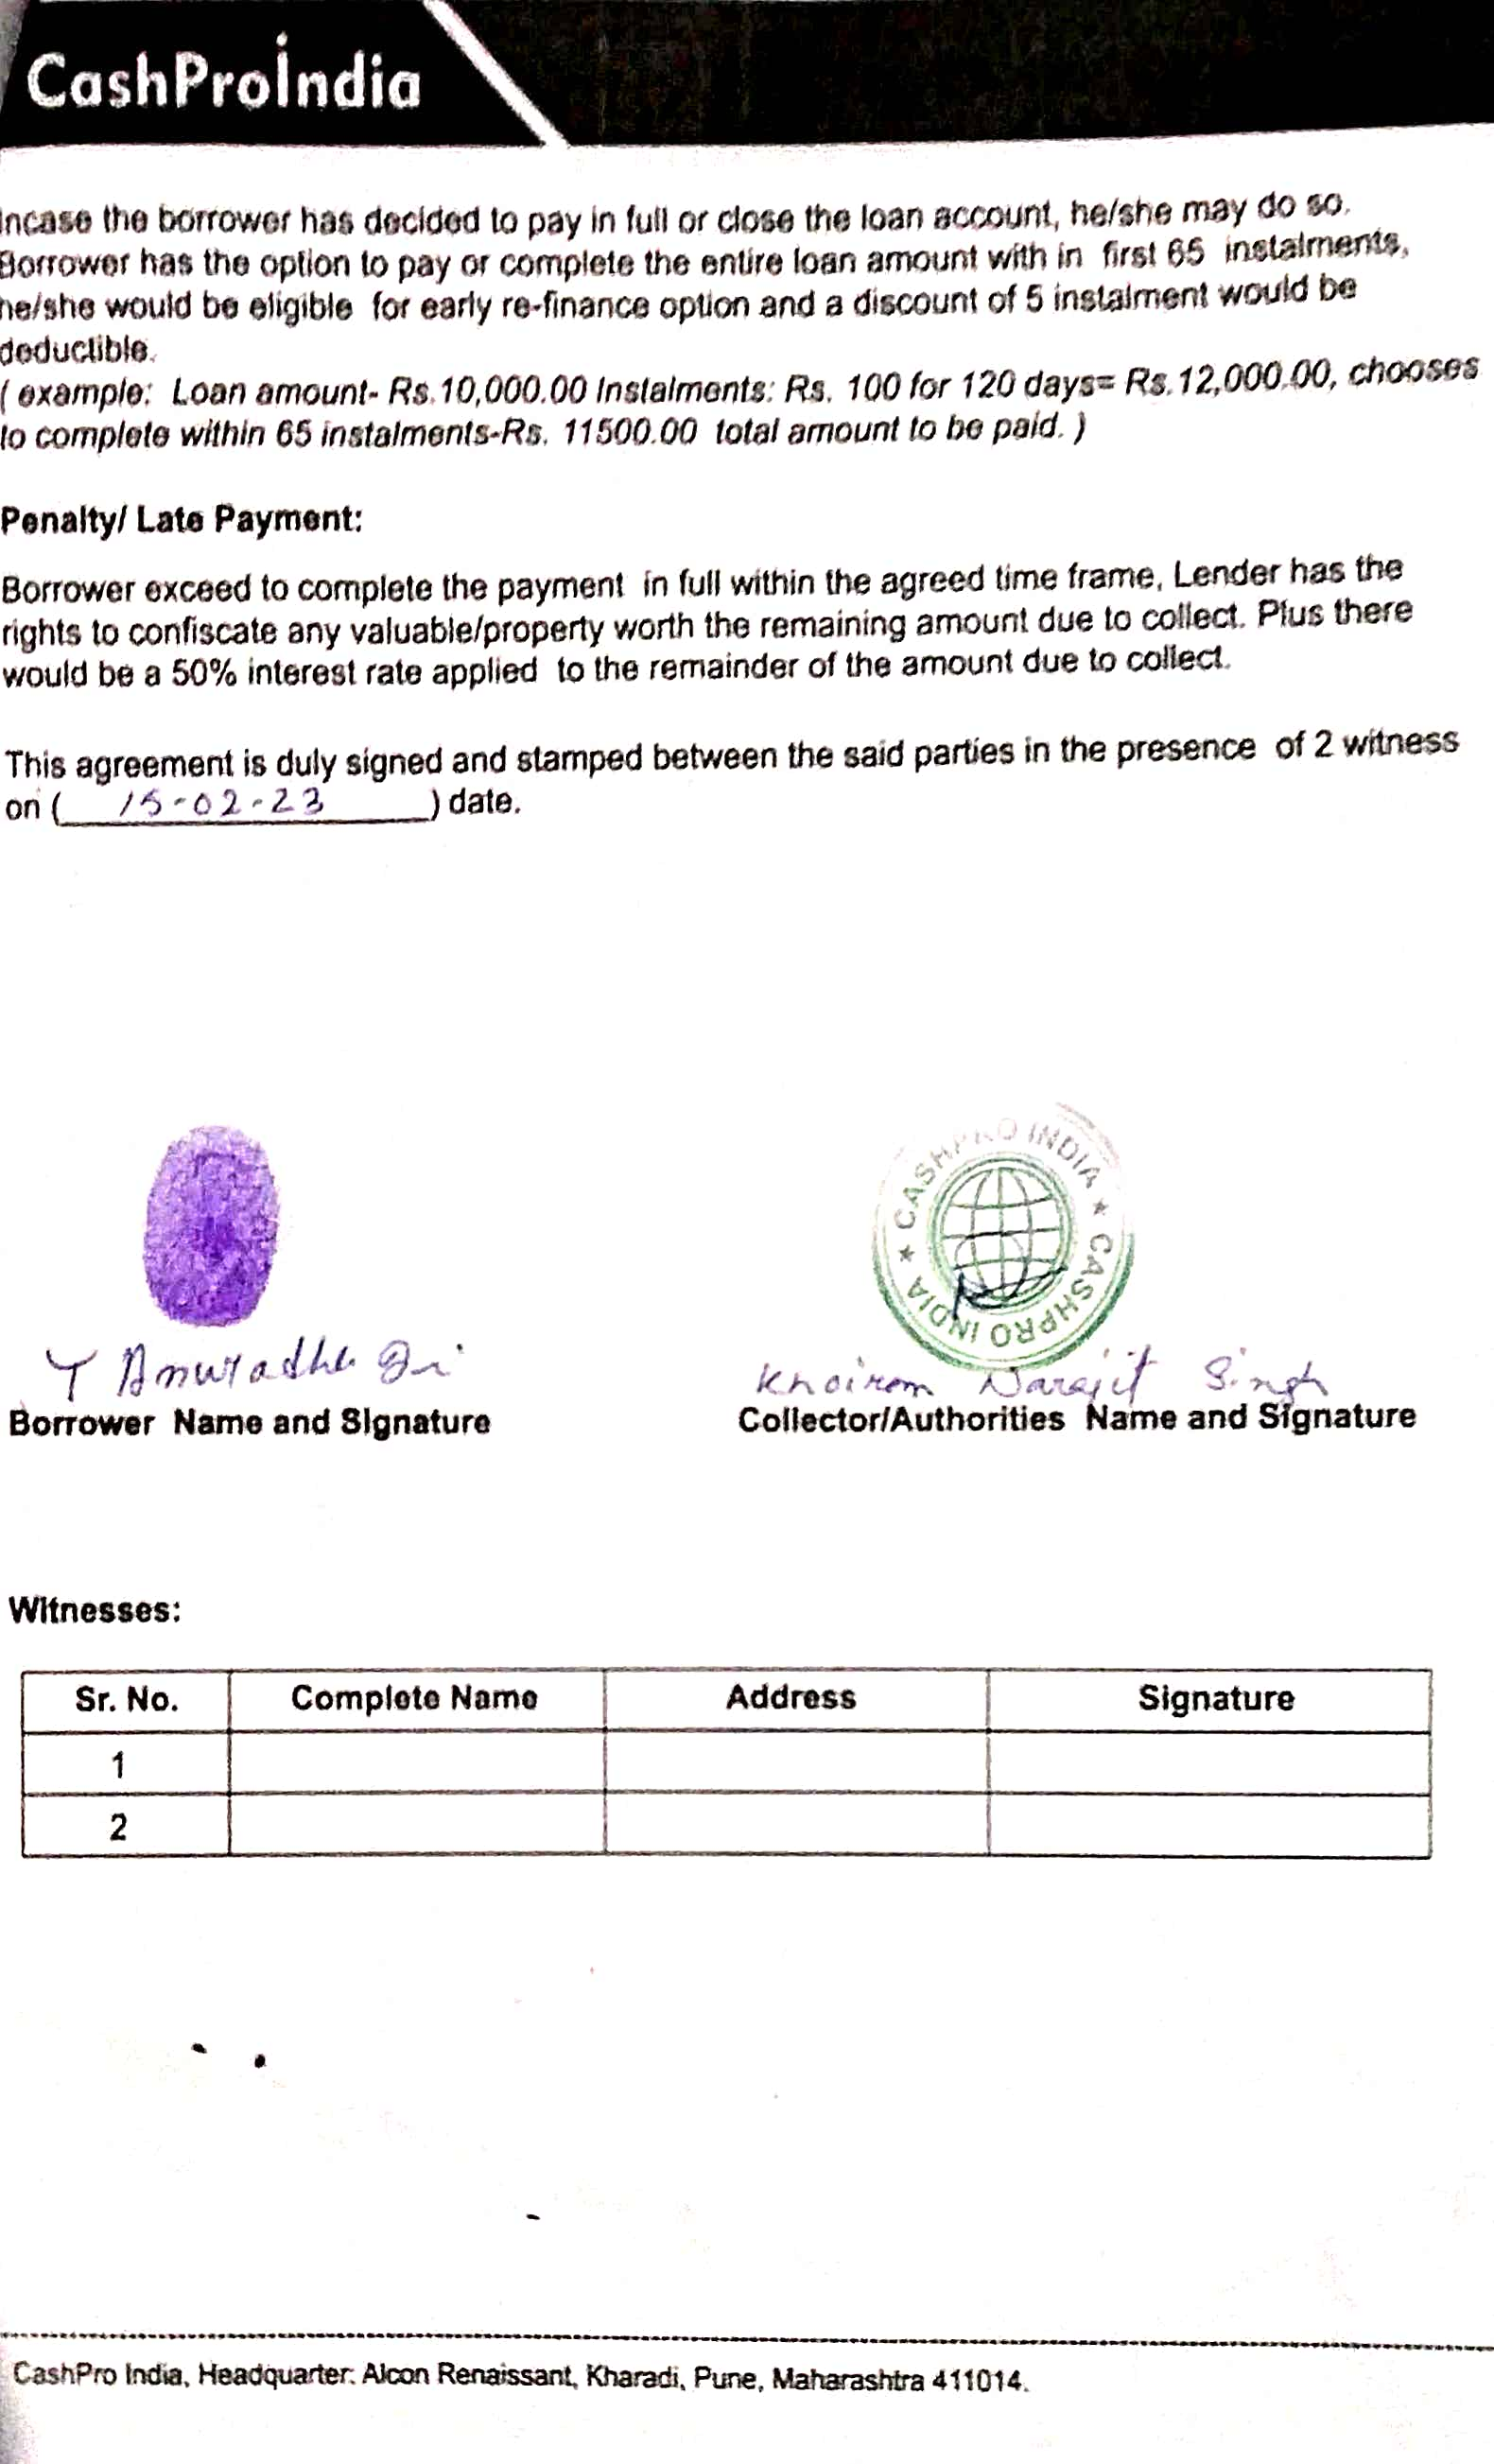 CashProIndia
Incase the borrower has decided to pay in full or close the loan account, he/she may do so.
Borrower has the option to pay or complete the entire loan amount with in first 65 instalments,
he/she would be eligible for early re-finance option and a discount of 5 instalment would be
deductible.
( example: Loan amount- Rs.10,000.00 Instalments: Rs. 100 for 120 days= Rs.12,000.00, chooses
to complete within 65 instalments-Rs. 11500.00 total amount to be paid. )
Penalty/ Late Payment:
Borrower exceed to complete the payment in full within the agreed time frame, Lender has the
rights to confiscate any valuable/property worth the remaining amount due to collect. Plus there
would be a 50% interest rate applied to the remainder of the amount due to collect.
This agreement is duly signed and stamped between the said parties in the presence of 2 witness
on ( 15-02-23 ) date.
CASHPRO INDIA ★ CASHPRO INDIA ★
Y Anuradha
Khoirom Narajit Singh
Borrower Name and Signature
Collector/Authorities Name and Signature
Witnesses:
Sr. No. Complete Name Address Signature
1
2
CashPro India, Headquarter: Alcon Renaissant, Kharadi, Pune, Maharashtra 411014.